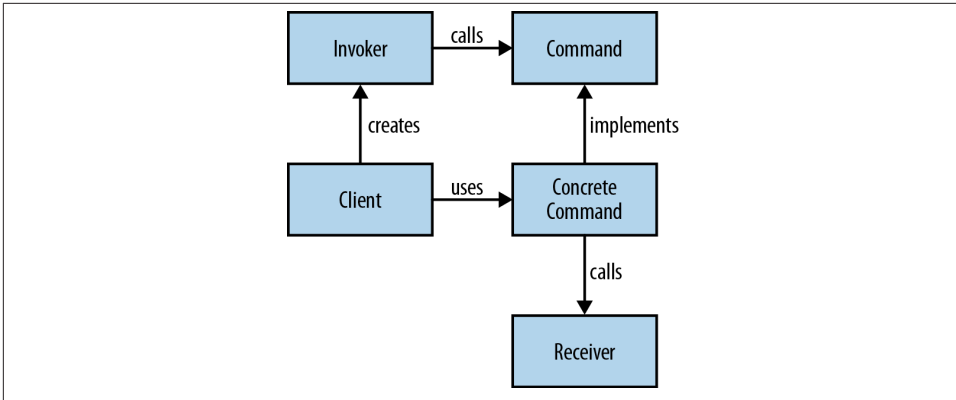 Invoker
calls
Command
creates
implements
Client
uses
Concrete
Command
calls
Receiver